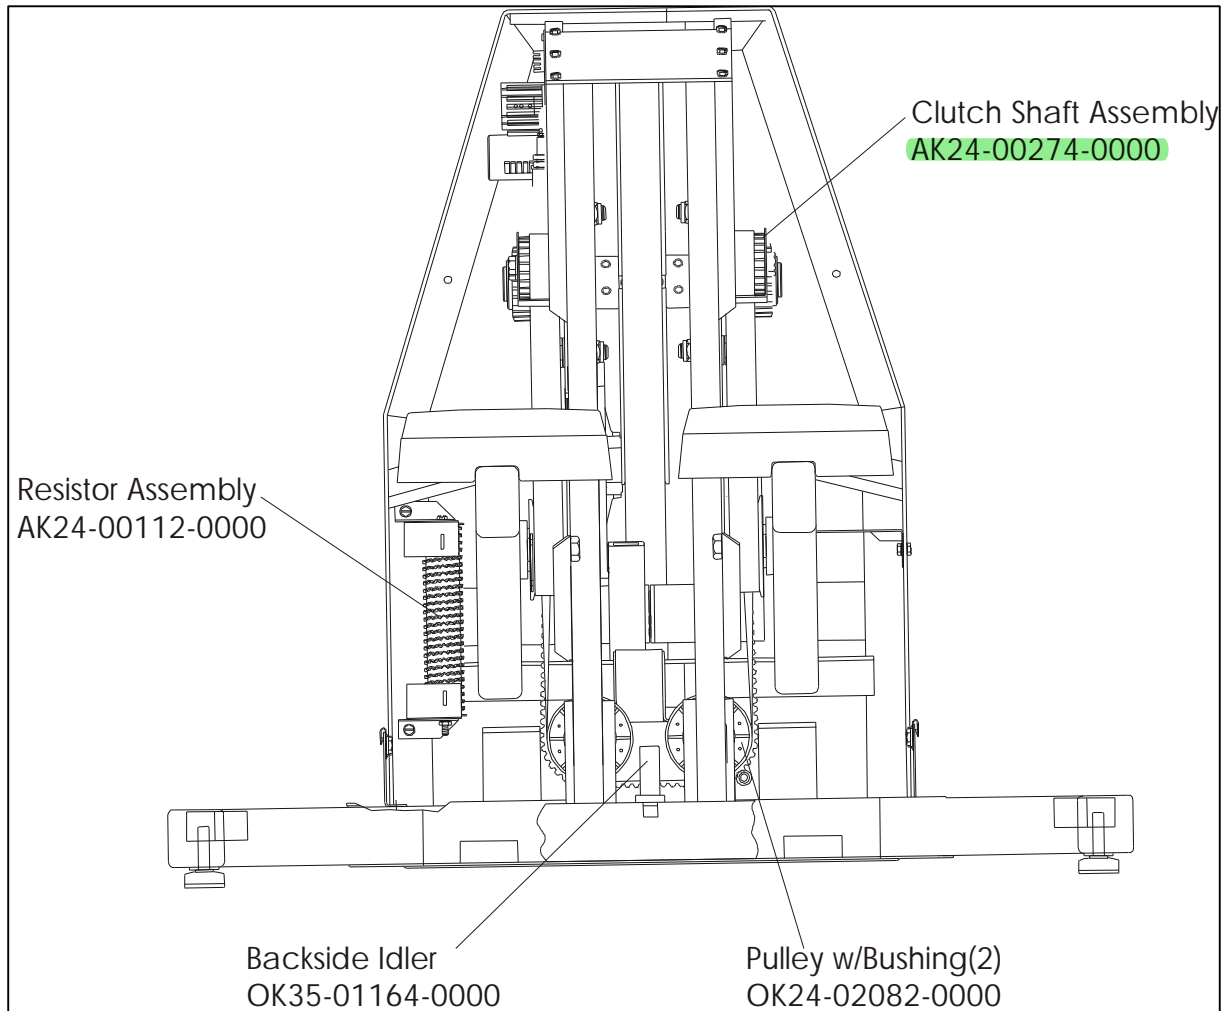 Clutch Shaft Assembly
AK24-00274-0000
Resistor Assembly
AK24-00112-0000
Backside Idler
OK35-01164-0000
Pulley w/Bushing(2)
OK24-02082-0000